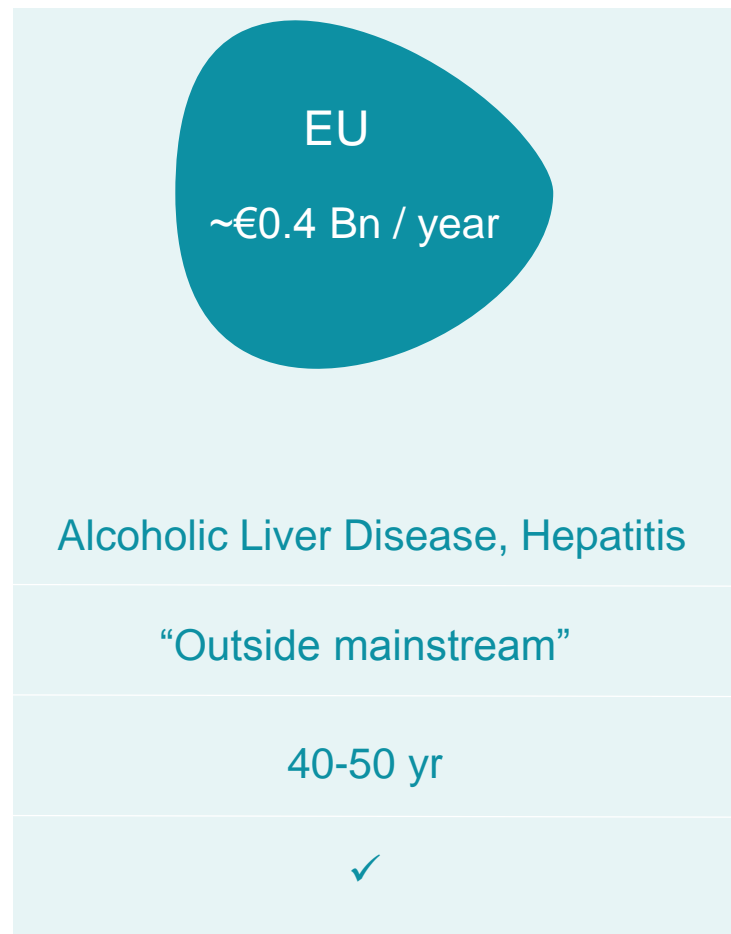 EU
~€0.4 Bn / year
Alcoholic Liver Disease, Hepatitis
“Outside mainstream”
40-50 yr
✓